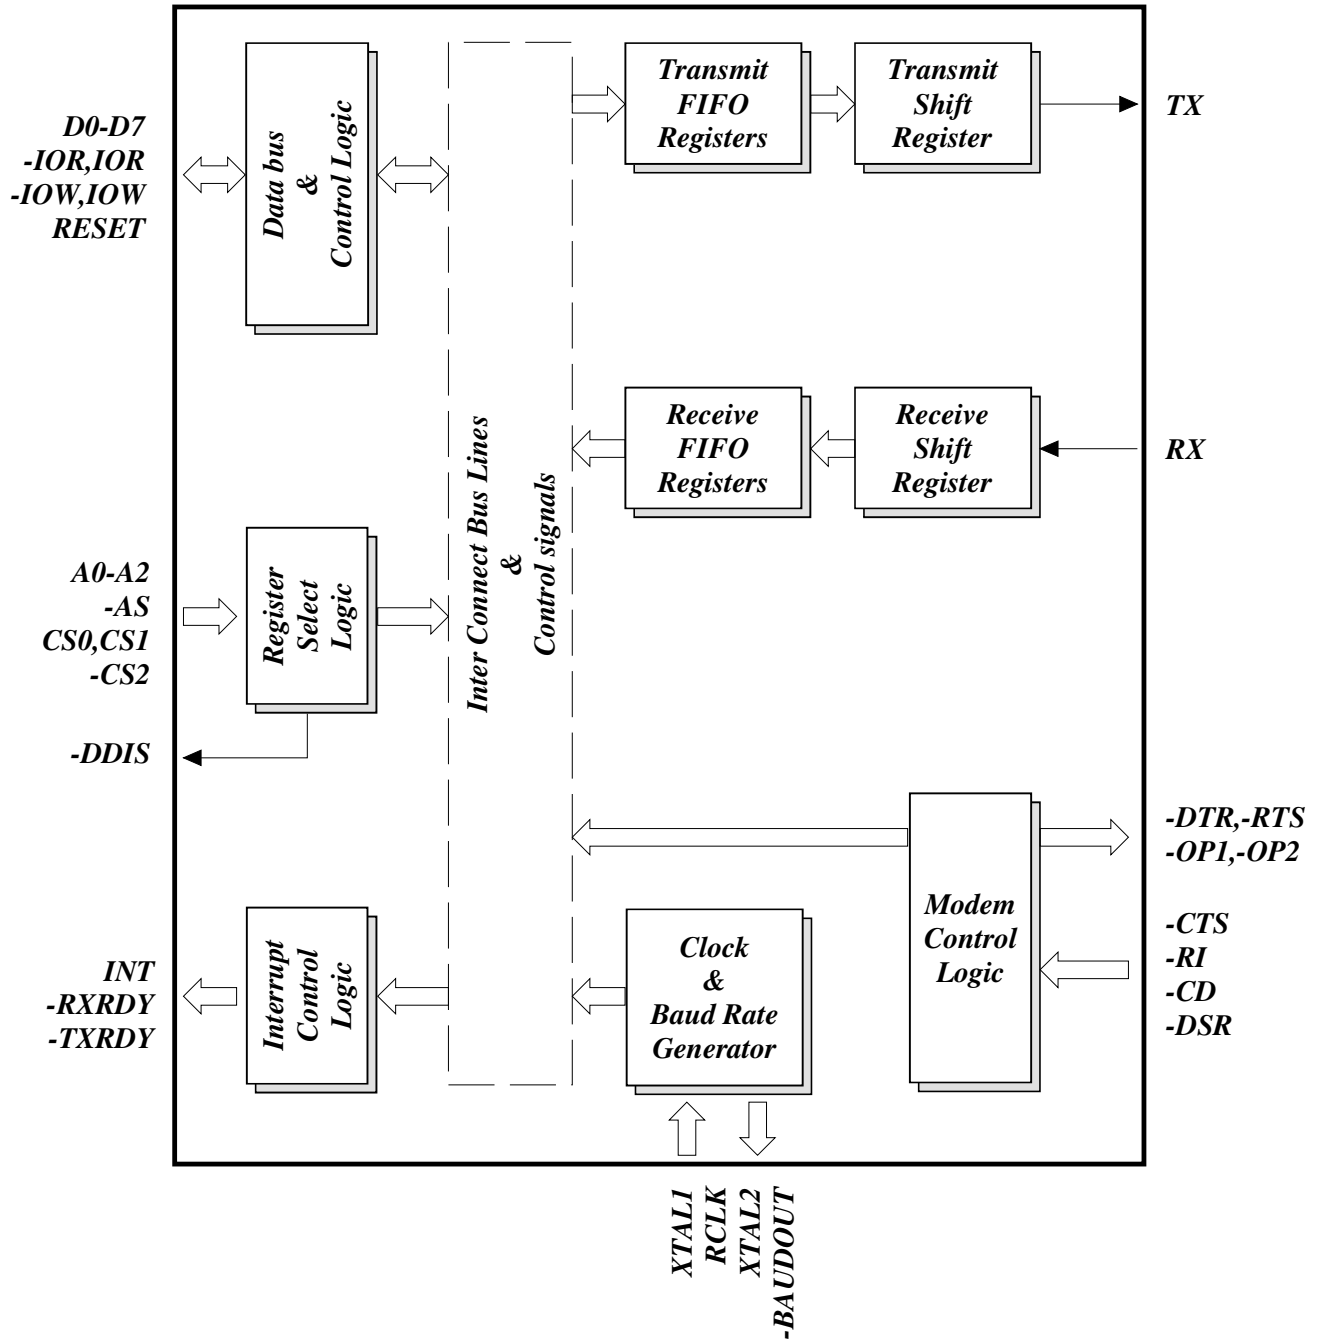 D0-D7
-IOR,IOR
-IOW,IOW
RESET
Data bus
&
Control Logic
A0-A2
-AS
CS0,CS1
-CS2
Register
Select
Logic
-DDIS
INT
-RXRDY
-TXRDY
Interrupt
Control
Logic
Inter Connect Bus Lines
&
Control signals
Transmit
FIFO
Registers
Transmit
Shift
Register
TX
Receive
FIFO
Registers
Receive
Shift
Register
RX
Clock
&
Baud Rate
Generator
Modem
Control
Logic
-DTR,-RTS
-OP1,-OP2
-CTS
-RI
-CD
-DSR
XTAL1
RCLK
XTAL2
-BAUDOUT